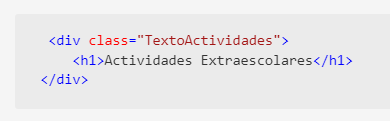 <div class="TextoActividades">
<h1>Actividades Extraescolares</h1>
</div>